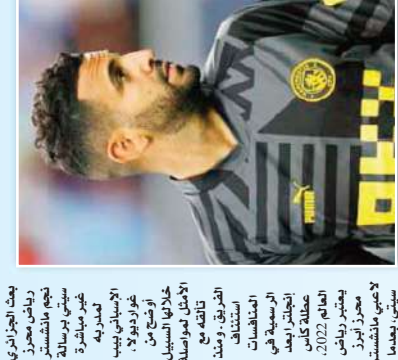 بعث الجزائري
رياض محرز
نجم مانشستر
سيتي برسالة
غير مباشرة
لمدربه
الإسباني بيب
غوارديولا،
أوضح من
خلالها السبيل
الأمثل لمواصلة
تألقه مع
الفريق، ومنذ
استئناف
المنافسات
الرسمية في
إنجلترا بعد
عطلة كأس
العالم 2022،
يعتبر رياض
محرز أبرز
لاعبي مانشستر
سيتي، بعدما
PUMA